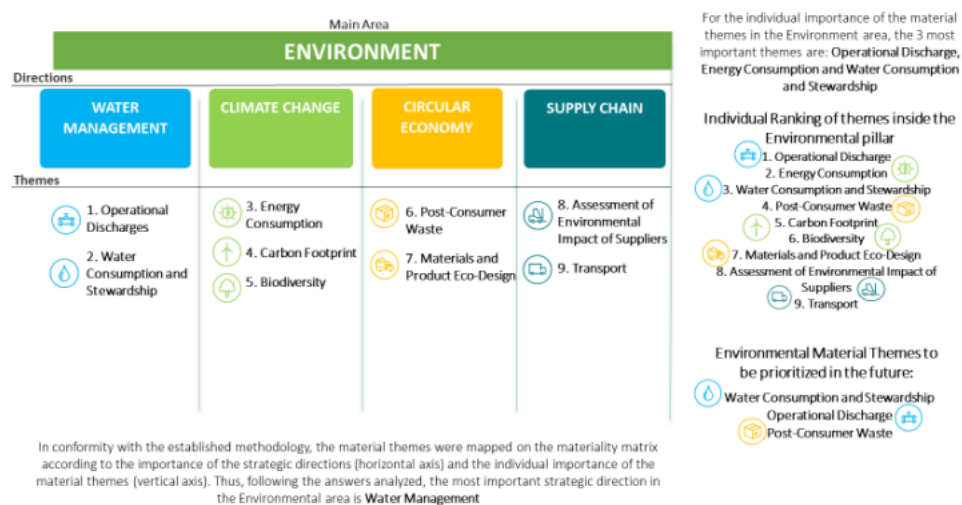 Main Area
ENVIRONMENT
Directions
WATER
MANAGEMENT
CLIMATE CHANGE
CIRCULAR
ECONOMY
SUPPLY CHAIN
Themes
1. Operational
Discharges
2. Water
Consumption and
Stewardship
3. Energy
Consumption
4. Carbon Footprint
5. Biodiversity
6. Post-Consumer
Waste
7. Materials and
Product Eco-Design
8. Assessment of
Environmental
Impact of Suppliers
9. Transport
In conformity with the established methodology, the material themes were mapped on the materiality matrix
according to the importance of the strategic directions (horizontal axis) and the individual importance of the
material themes (vertical axis). Thus, following the answers analyzed, the most important strategic direction in
the Environmental area is Water Management
For the individual importance of the material
themes in the Environment area, the 3 most
important themes are: Operational Discharge,
Energy Consumption and Water Consumption
and Stewardship
Individual Ranking of themes inside the
Environmental pillar
1. Operational Discharge
2. Energy Consumption
3. Water Consumption and Stewardship
4. Post-Consumer Waste
5. Carbon Footprint
6. Biodiversity
7. Materials and Product Eco-Design
8. Assessment of Environmental Impact of
Suppliers
9. Transport
Environmental Material Themes to
be prioritized in the future:
Water Consumption and Stewardship
Operational Discharge
Post-Consumer Waste